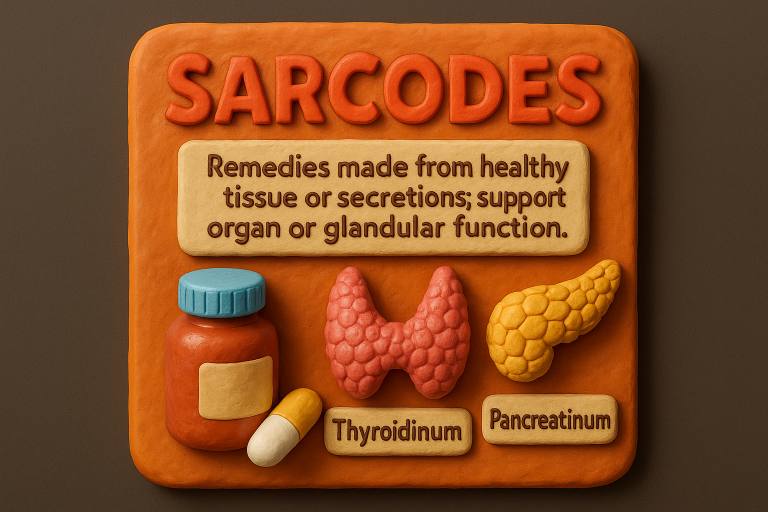 SARCODES
Remedies made from healthy
tissue or secretions; support
organ or glandular function.
Thyroidinum
Pancreatinum